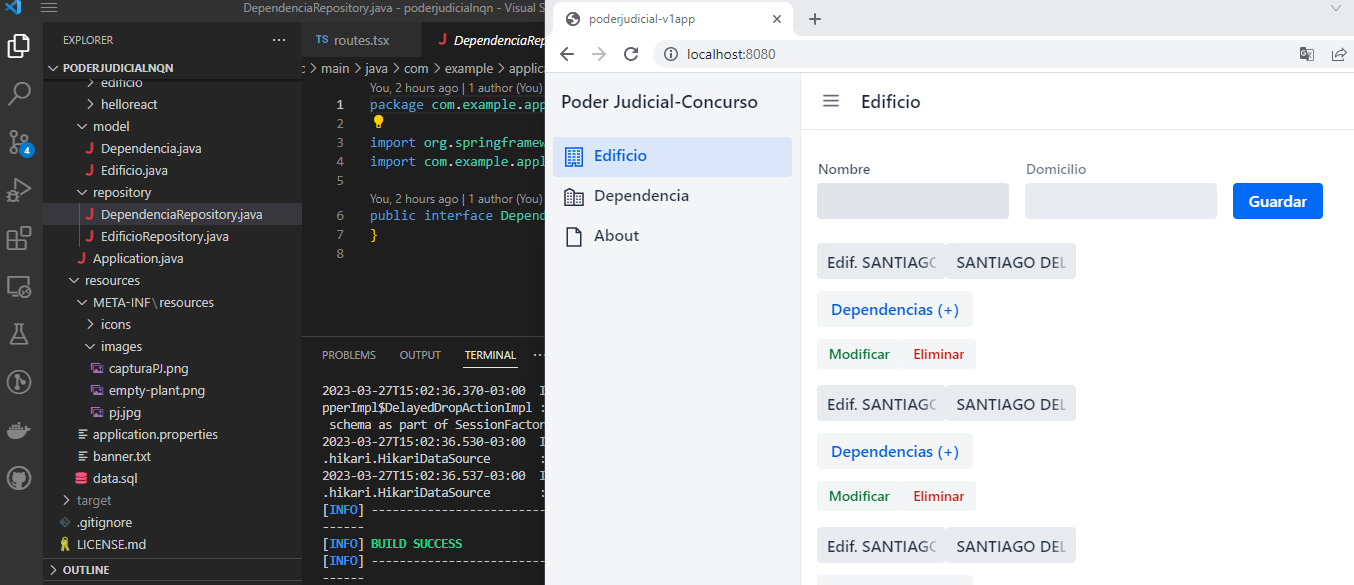 DependenciaRepository.java - poderjudicialnqn - Visual S
EXPLORER
PODERJUDICIALNQN
edificio
helloreact
model
Dependencia.java
Edificio.java
repository
DependenciaRepository.java
EdificioRepository.java
Application.java
resources
META-INF\resources
icons
images
capturaPJ.png
empty-plant.png
pj.jpg
application.properties
banner.txt
data.sql
target
.gitignore
LICENSE.md
OUTLINE
4
TS routes.tsx
J DependenciaRep
c > main > java > com > example > applic
You, 2 hours ago | 1 author (You)
1 package com.example.app
2
3 import org.springframew
4 import com.example.appl
5
You, 2 hours ago | 1 author (You)
6 public interface Depend
7 }
8
PROBLEMS OUTPUT TERMINAL ...
2023-03-27T15:02:36.370-03:00 I
pperImpl$DelayedDropActionImpl :
schema as part of SessionFactor
2023-03-27T15:02:36.530-03:00 I
.hikari.HikariDataSource :
2023-03-27T15:02:36.537-03:00 I
.hikari.HikariDataSource :
[INFO] ------------------------
------
[INFO] BUILD SUCCESS
[INFO] ------------------------
------
poderjudicial-v1app
localhost:8080
Poder Judicial-Concurso
Edificio
Dependencia
About
Edificio
Nombre Domicilio
Guardar
Edif. SANTIAGO SANTIAGO DEL
Dependencias (+)
Modificar Eliminar
Edif. SANTIAGO SANTIAGO DEL
Dependencias (+)
Modificar Eliminar
Edif. SANTIAGO SANTIAGO DEL